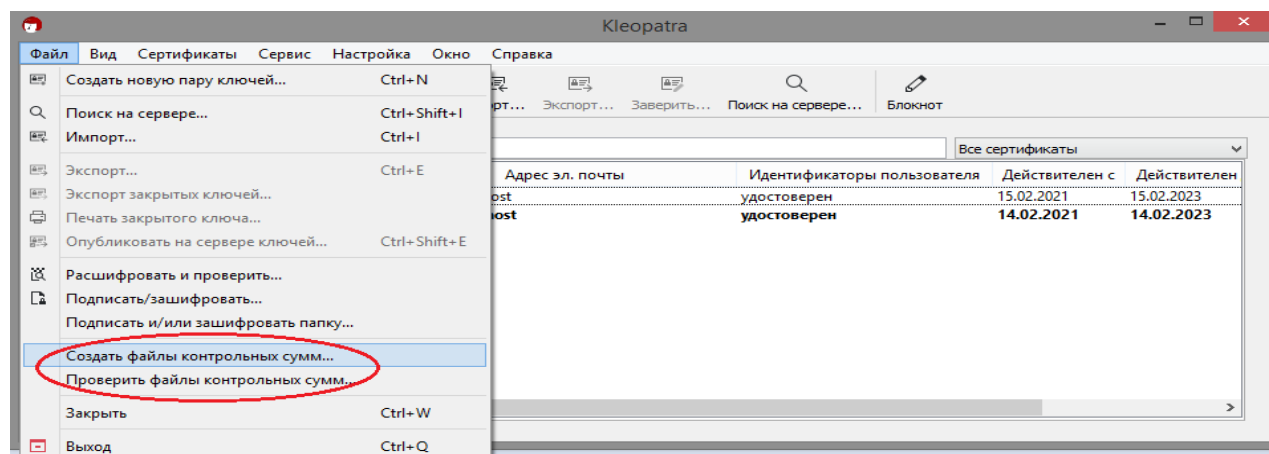 Kleopatra
Файл Вид Сертификаты Сервис Настройка Окно Справка
Создать новую пару ключей... Ctrl+N
Поиск на сервере... Ctrl+Shift+I
Импорт... Ctrl+I
Экспорт... Ctrl+E
Экспорт закрытых ключей...
Печать закрытого ключа...
Опубликовать на сервере ключей... Ctrl+Shift+E
Расшифровать и проверить...
Подписать/зашифровать...
Подписать и/или зашифровать папку...
Создать файлы контрольных сумм...
Проверить файлы контрольных сумм...
Закрыть Ctrl+W
Выход Ctrl+Q
орт... Экспорт... Заверить... Поиск на сервере... Блокнот
Все сертификаты
Адрес эл. почты Идентификаторы пользователя Действителен с Действителен
ost удостоверен 15.02.2021 15.02.2023
ost удостоверен 14.02.2021 14.02.2023